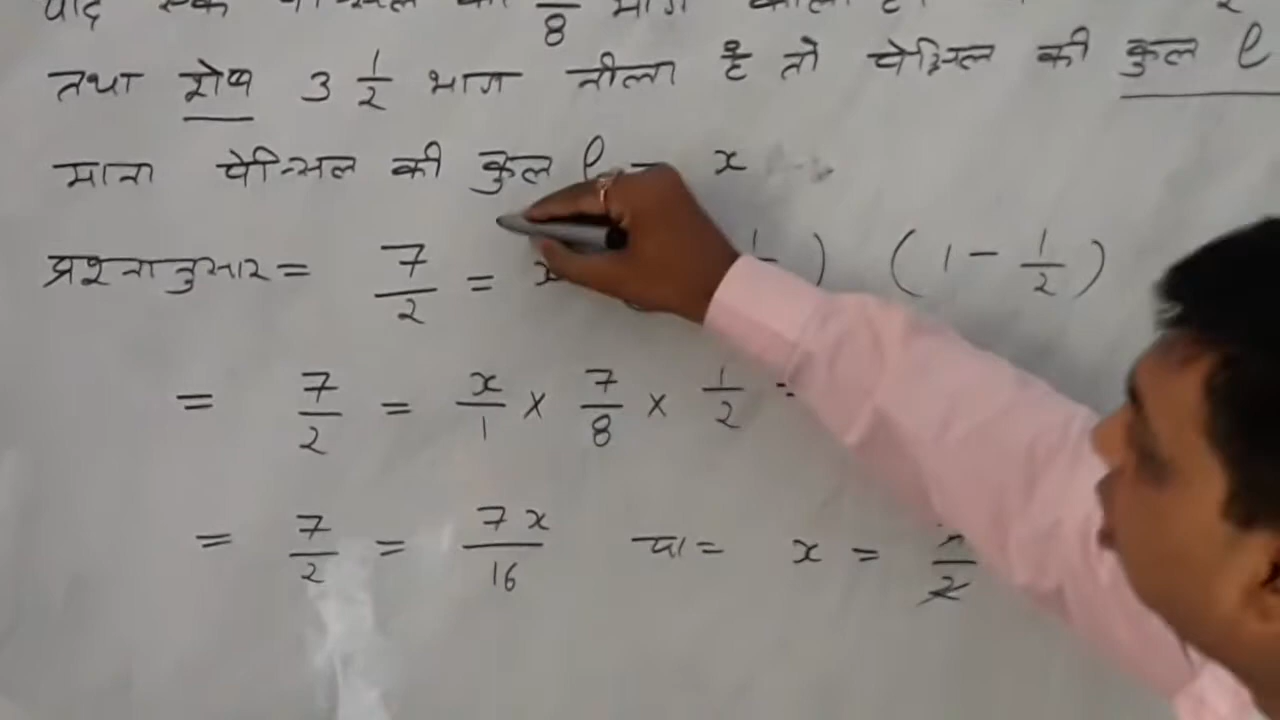 8
तथा शेष 3 1/2 भाग नीला है तो पेन्सिल की कुल l
माना पेन्सिल की कुल l = x
प्रश्नानुसार = 7/2 = x ) (1 - 1/2)
= 7/2 = x/1 × 7/8 × 1/2 =
= 7/2 = 7x/16 या = x =